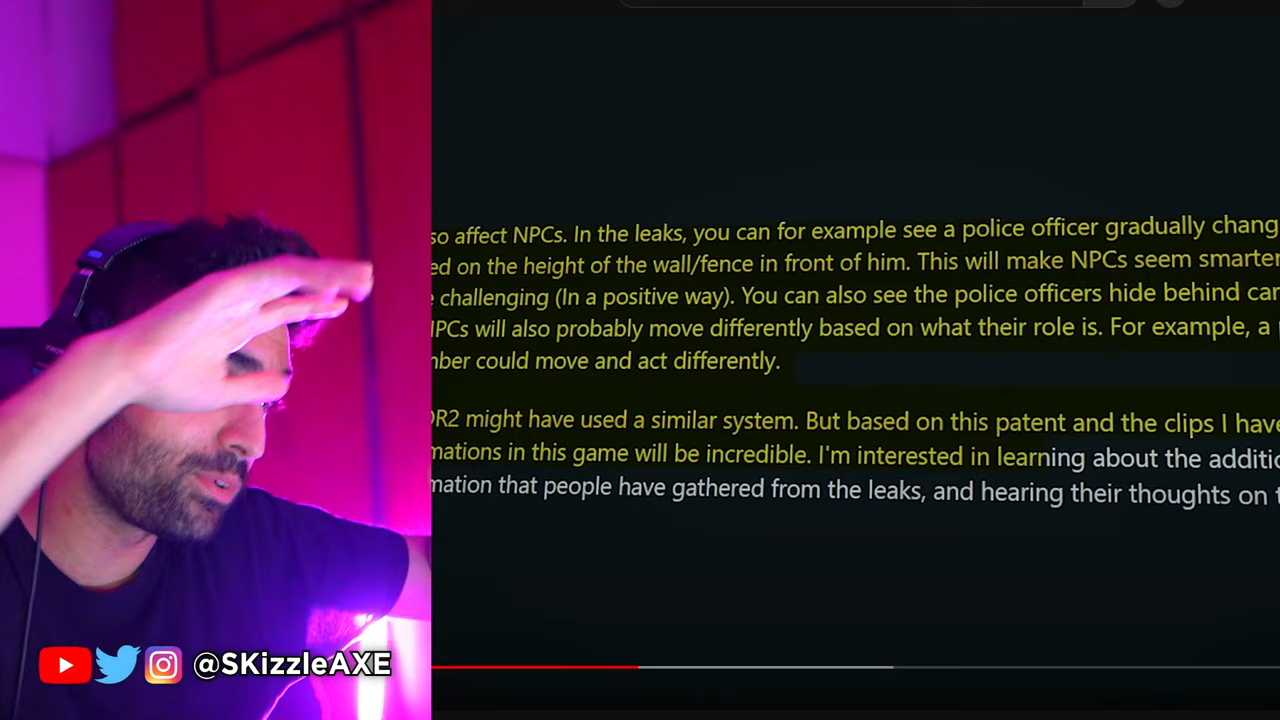 so affect NPCs. In the leaks, you can for example see a police officer gradually chang
ed on the height of the wall/fence in front of him. This will make NPCs seem smarter
challenging (In a positive way). You can also see the police officers hide behind car
NPCs will also probably move differently based on what their role is. For example, a
mber could move and act differently.
DR2 might have used a similar system. But based on this patent and the clips I have
mations in this game will be incredible. I'm interested in learning about the additio
mation that people have gathered from the leaks, and hearing their thoughts on t
@SKizzleAXE